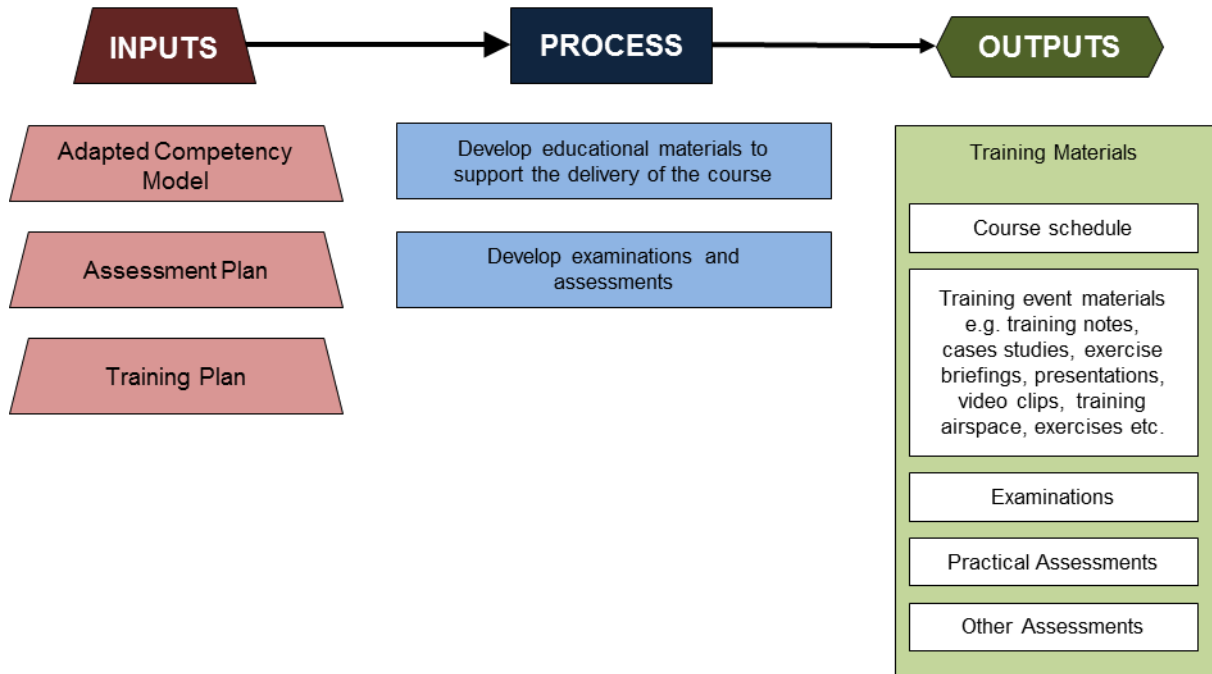 INPUTS
PROCESS
OUTPUTS
Adapted Competency
Model
Assessment Plan
Training Plan
Develop educational materials to
support the delivery of the course
Develop examinations and
assessments
Training Materials
Course schedule
Training event materials
e.g. training notes,
cases studies, exercise
briefings, presentations,
video clips, training
airspace, exercises etc.
Examinations
Practical Assessments
Other Assessments